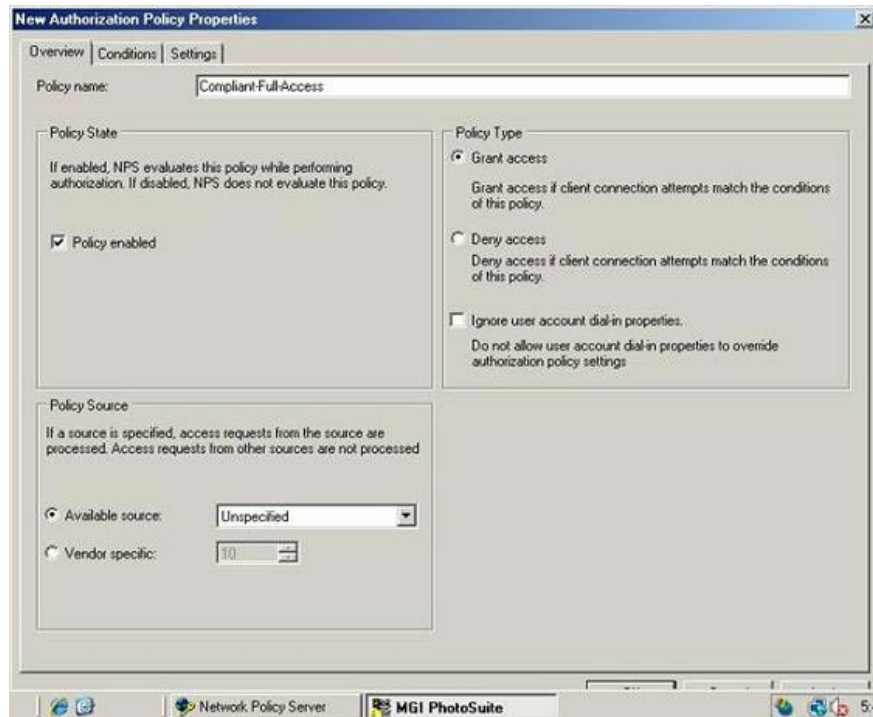 New Authorization Policy Properties
Overview Conditions Settings
Policy name: Compliant-Full-Access
Policy State
If enabled, NPS evaluates this policy while performing
authorization. If disabled, NPS does not evaluate this policy.
Policy enabled
Policy Type
Grant access
Grant access if client connection attempts match the conditions
of this policy.
Deny access
Deny access if client connection attempts match the conditions
of this policy.
Ignore user account dial-in properties.
Do not allow user account dial-in properties to override
authorization policy settings
Policy Source
If a source is specified, access requests from the source are
processed. Access requests from other sources are not processed
Available source: Unspecified
Vendor specific: 10
Network Policy Server MGI PhotoSuite